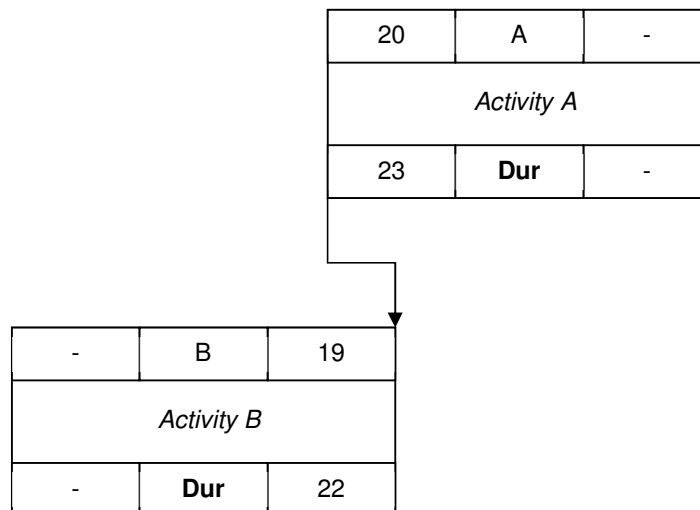 20 A -
Activity A
23 Dur -
- B 19
Activity B
- Dur 22